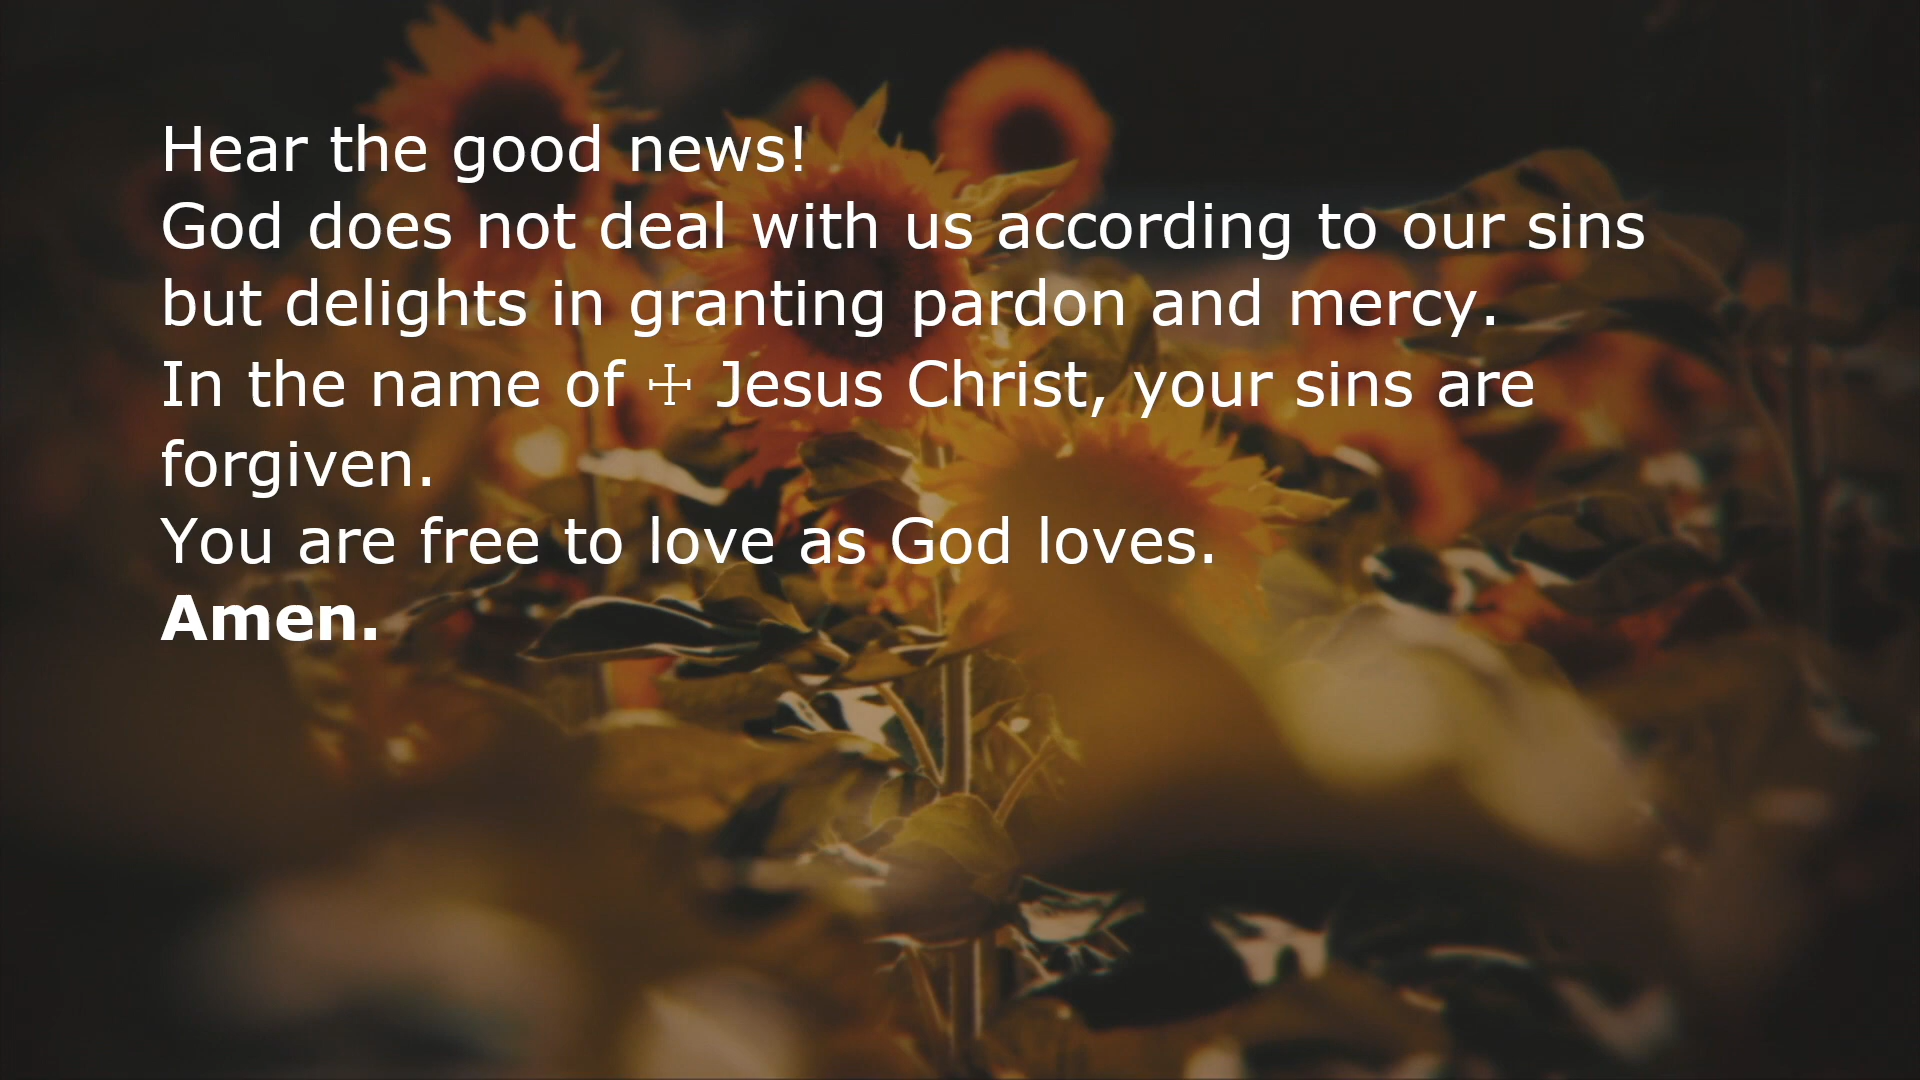 Hear the good news!
God does not deal with us according to our sins
but delights in granting pardon and mercy.
In the name of ☩ Jesus Christ, your sins are
forgiven.
You are free to love as God loves.
Amen.